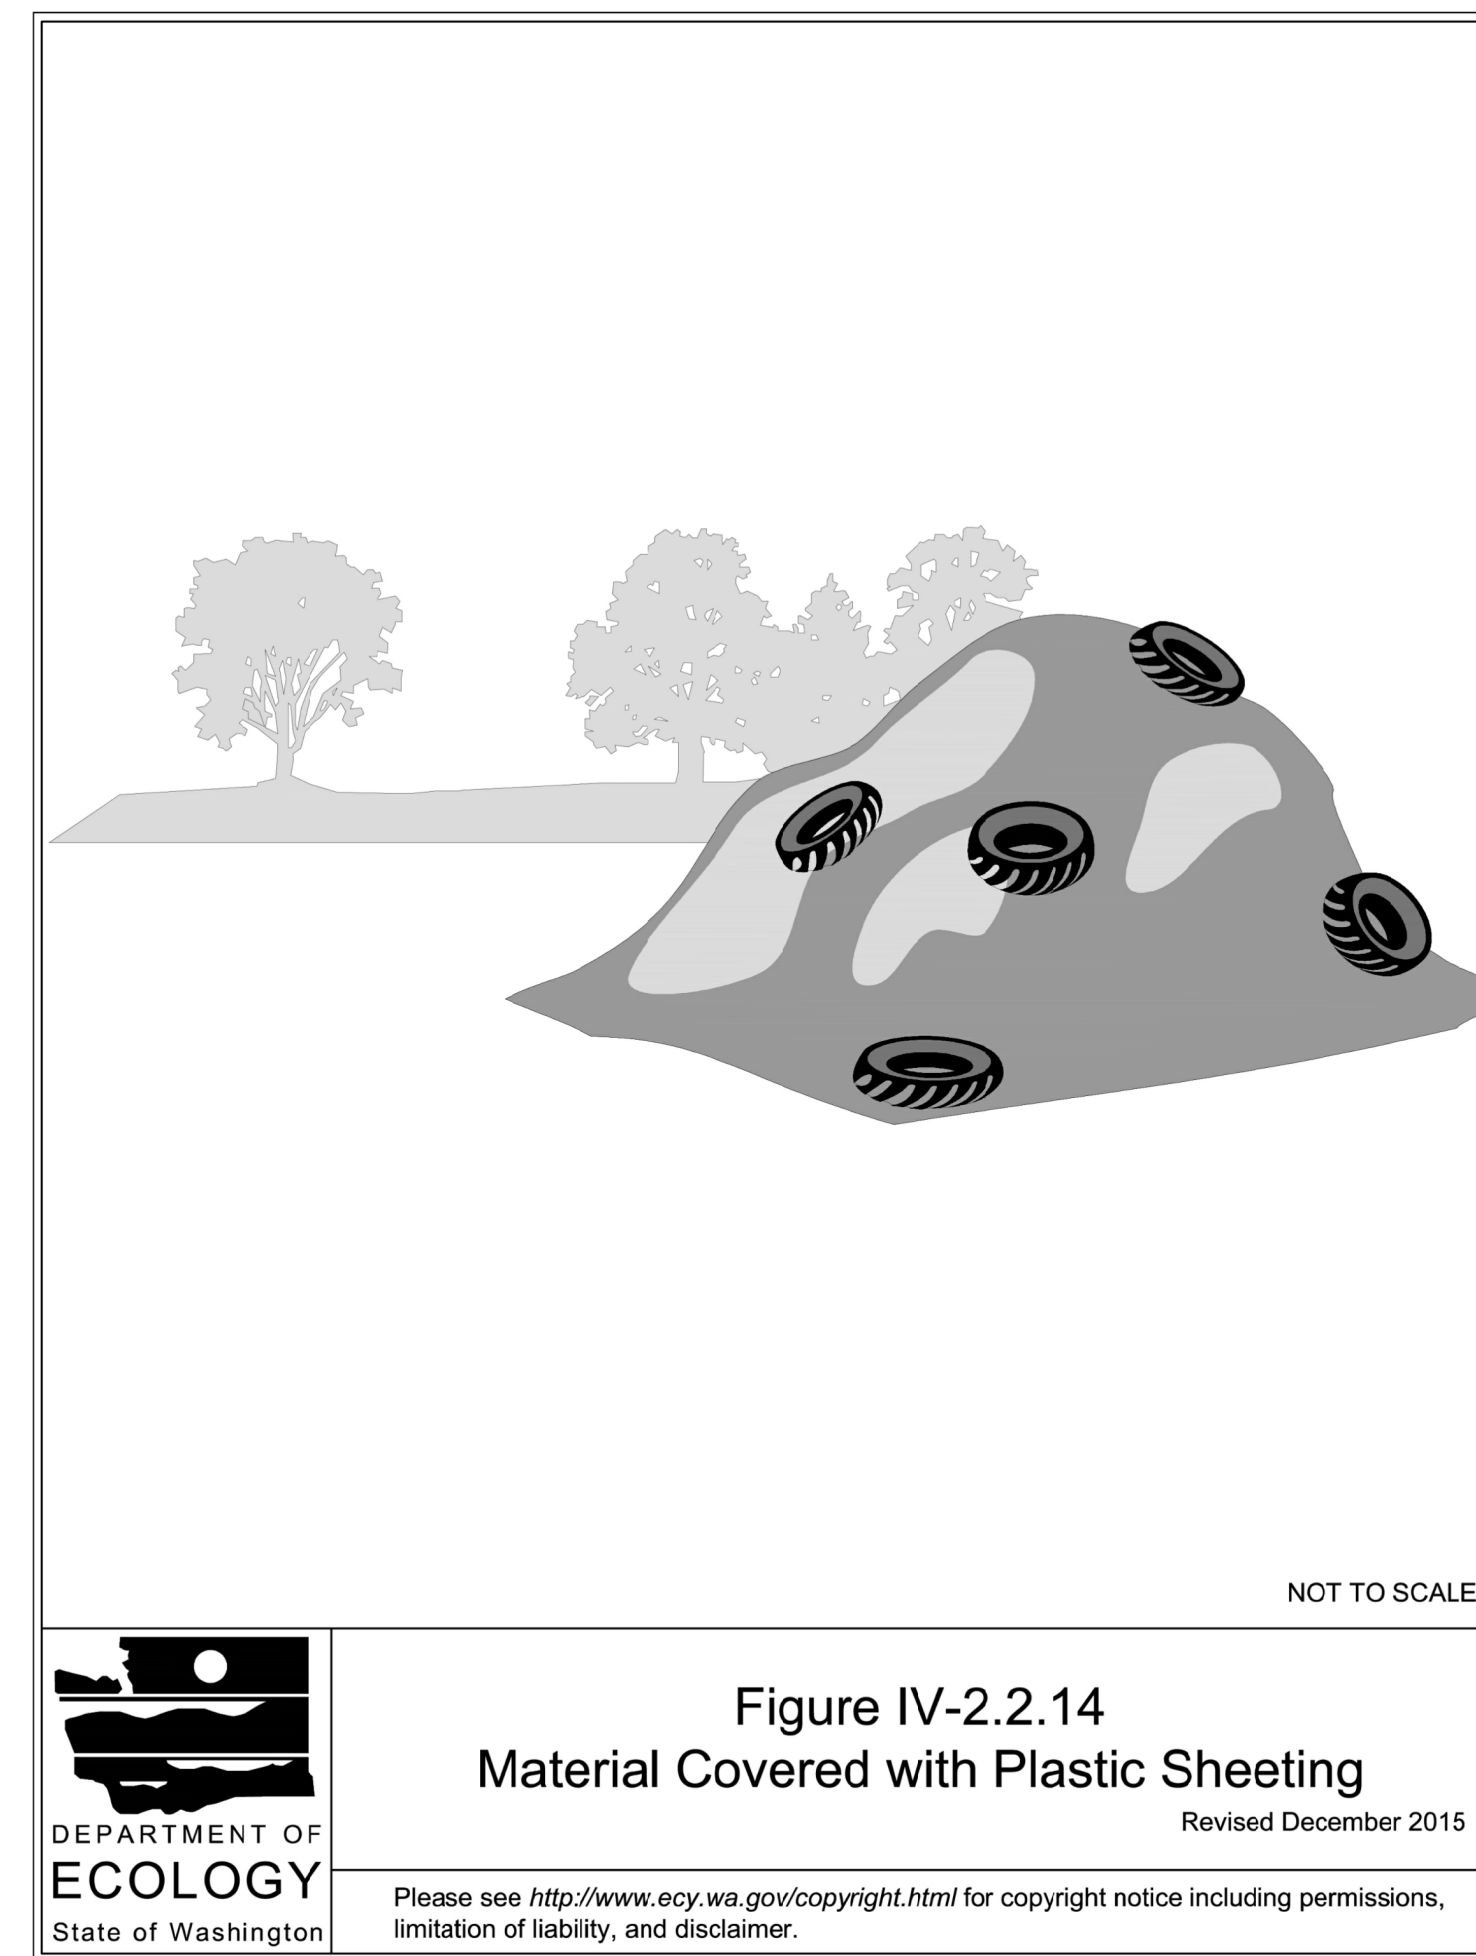 NOT TO SCALE
Figure IV-2.2.14
Material Covered with Plastic Sheeting
Revised December 2015
DEPARTMENT OF
ECOLOGY
State of Washington
Please see http://www.ecy.wa.gov/copyright.html for copyright notice including permissions,
limitation of liability, and disclaimer.